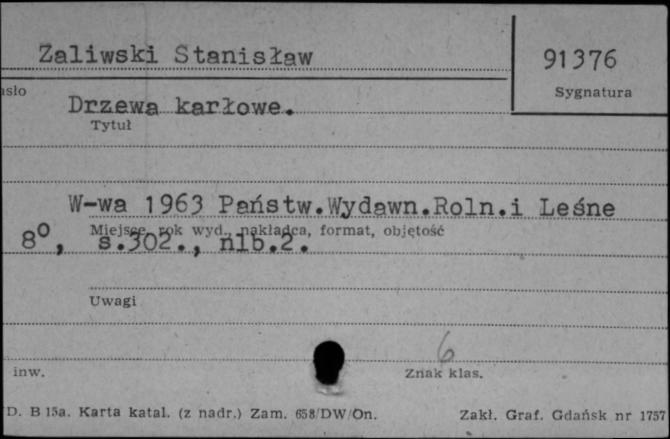 Zaliwski Stanisław
91376
Sygnatura
asło
Drzewa karłowe.
Tytuł
W-wa 1963 Państw.Wydawn.Roln.i Leśne
Miejsce, rok wyd., nakładca, format, objętość
8º, s.302., nlb.2.
Uwagi
6
inw.
Znak klas.
D. B 15a. Karta katal. (z nadr.) Zam. 658/DW/On.
Zakł. Graf. Gdańsk nr 1757